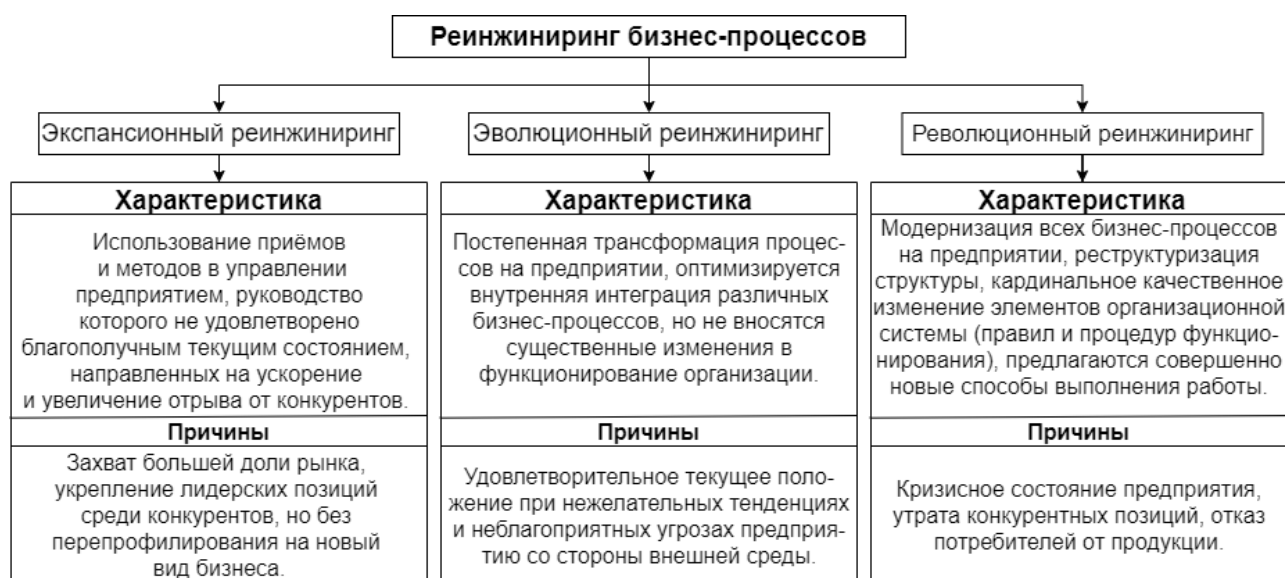 Реинжиниринг бизнес-процессов
Экспансионный реинжиниринг
Эволюционный реинжиниринг
Революционный реинжиниринг
Характеристика
Использование приёмов
и методов в управлении
предприятием, руководство
которого не удовлетворено
благополучным текущим состоянием,
направленных на ускорение
и увеличение отрыва от конкурентов.
Причины
Захват большей доли рынка,
укрепление лидерских позиций
среди конкурентов, но без
перепрофилирования на новый
вид бизнеса.
Характеристика
Постепенная трансформация процес-
сов на предприятии, оптимизируется
внутренняя интеграция различных
бизнес-процессов, но не вносятся
существенные изменения в
функционирование организации.
Причины
Удовлетворительное текущее поло-
жение при нежелательных тенденциях
и неблагоприятных угрозах предприя-
тию со стороны внешней среды.
Характеристика
Модернизация всех бизнес-процессов
на предприятии, реструктуризация
структуры, кардинальное качественное
изменение элементов организационной
системы (правил и процедур функцио-
нирования), предлагаются совершенно
новые способы выполнения работы.
Причины
Кризисное состояние предприятия,
утрата конкурентных позиций, отказ
потребителей от продукции.